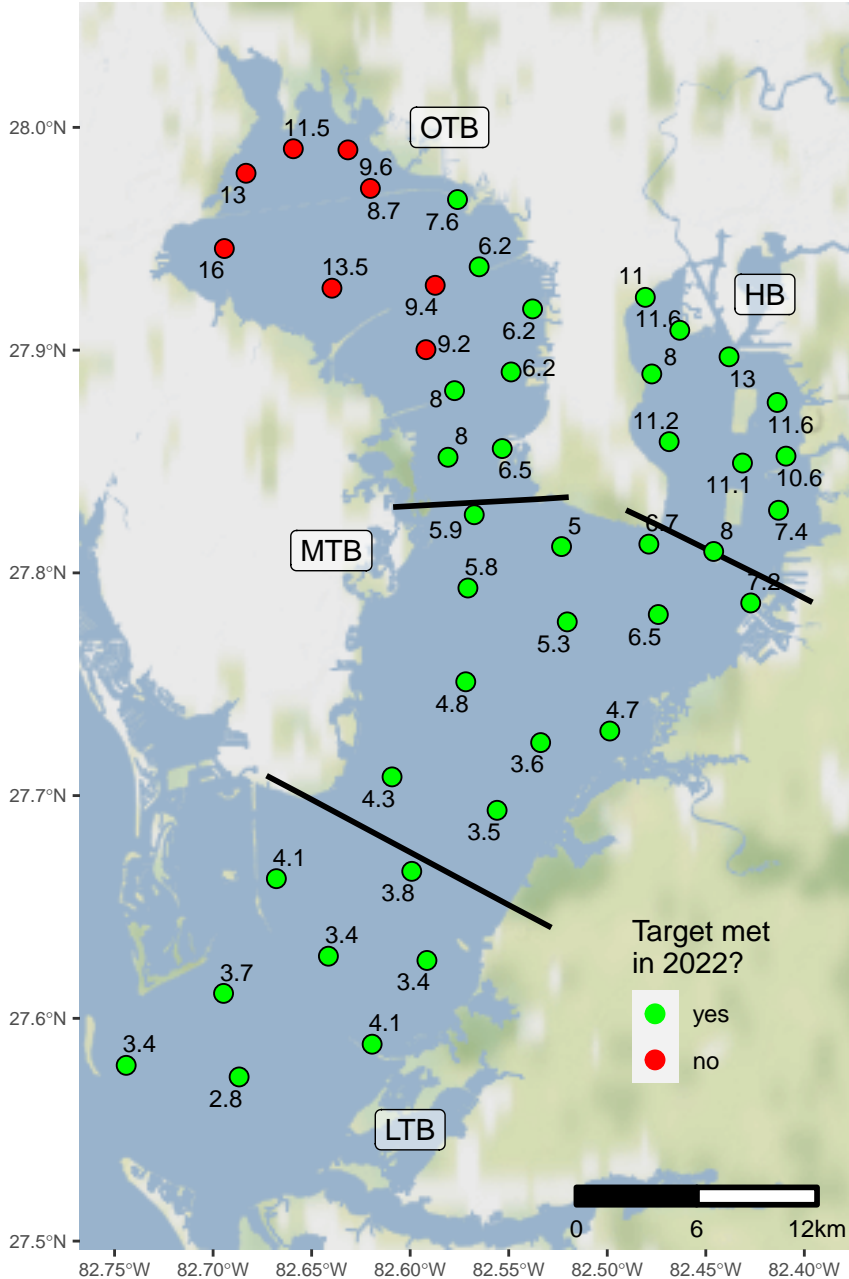 28.0°N
27.9°N
27.8°N
27.7°N
27.6°N
27.5°N
OTB
11.5
9.6
13
8.7
7.6
6.2
16
13.5
9.4
6.2
9.2
6.2
8
8
6.5
HB
11
11.6
8
13
11.6
11.2
11.1
10.6
7.4
MTB
5.9
5
6.7
8
7.2
5.8
5.3
6.5
4.8
4.7
3.6
4.3
3.5
4.1
3.8
3.4
3.4
3.7
4.1
3.4
2.8
LTB
Target met
in 2022?
yes
no
0 6 12km
82.75°W 82.70°W 82.65°W 82.60°W 82.55°W 82.50°W 82.45°W 82.40°W